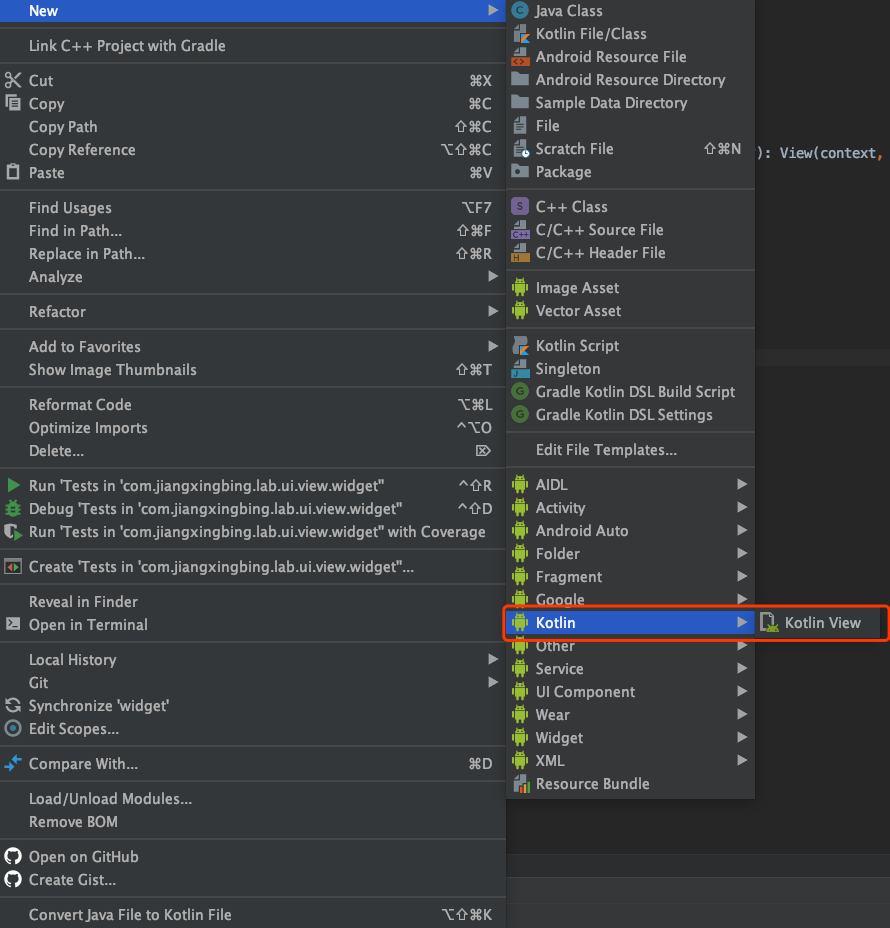 New
Link C++ Project with Gradle
Cut ⌘X
Copy ⌘C
Copy Path ⇧⌘C
Copy Reference ⌥⇧⌘C
Paste ⌘V
Find Usages ⌥F7
Find in Path... ⇧⌘F
Replace in Path... ⇧⌘R
Analyze
Refactor
Add to Favorites
Show Image Thumbnails ⇧⌘T
Reformat Code ⌥⌘L
Optimize Imports ^⌥O
Delete... ⌦
Run 'Tests in 'com.jiangxingbing.lab.ui.view.widget'' ^⇧R
Debug 'Tests in 'com.jiangxingbing.lab.ui.view.widget'' ^⇧D
Run 'Tests in 'com.jiangxingbing.lab.ui.view.widget'' with Coverage
Create 'Tests in 'com.jiangxingbing.lab.ui.view.widget''...
Reveal in Finder
Open in Terminal
Local History
Git
Synchronize 'widget'
Edit Scopes...
Compare With... ⌘D
Load/Unload Modules...
Remove BOM
Open on GitHub
Create Gist...
Convert Java File to Kotlin File ⌥⇧⌘K
Java Class
Kotlin File/Class
Android Resource File
Android Resource Directory
Sample Data Directory
File
Scratch File ⇧⌘N
Package
C++ Class
C/C++ Source File
C/C++ Header File
Image Asset
Vector Asset
Kotlin Script
Singleton
Gradle Kotlin DSL Build Script
Gradle Kotlin DSL Settings
Edit File Templates...
AIDL
Activity
Android Auto
Folder
Fragment
Google
Kotlin
Other
Service
UI Component
Wear
Widget
XML
Resource Bundle
Kotlin View
): View(context,